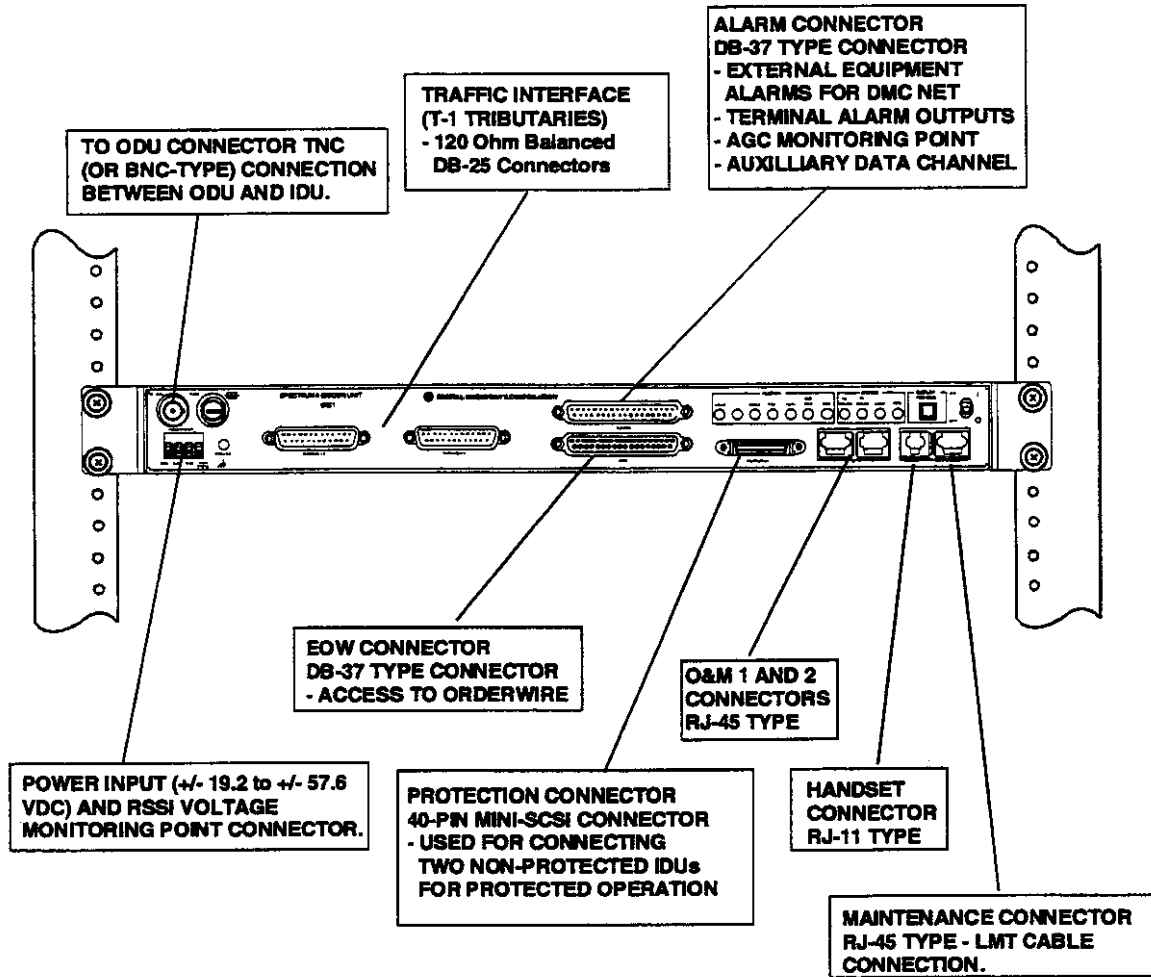 ALARM CONNECTOR
DB-37 TYPE CONNECTOR
- EXTERNAL EQUIPMENT
ALARMS FOR DMC NET
- TERMINAL ALARM OUTPUTS
- AGC MONITORING POINT
- AUXILLIARY DATA CHANNEL
TRAFFIC INTERFACE
(T-1 TRIBUTARIES)
- 120 Ohm Balanced
DB-25 Connectors
TO ODU CONNECTOR TNC
(OR BNC-TYPE) CONNECTION
BETWEEN ODU AND IDU.
EOW CONNECTOR
DB-37 TYPE CONNECTOR
- ACCESS TO ORDERWIRE
O&M 1 AND 2
CONNECTORS
RJ-45 TYPE
POWER INPUT (+/- 19.2 to +/- 57.6
VDC) AND RSSI VOLTAGE
MONITORING POINT CONNECTOR.
PROTECTION CONNECTOR
40-PIN MINI-SCSI CONNECTOR
- USED FOR CONNECTING
TWO NON-PROTECTED IDUs
FOR PROTECTED OPERATION
HANDSET
CONNECTOR
RJ-11 TYPE
MAINTENANCE CONNECTOR
RJ-45 TYPE - LMT CABLE
CONNECTION.